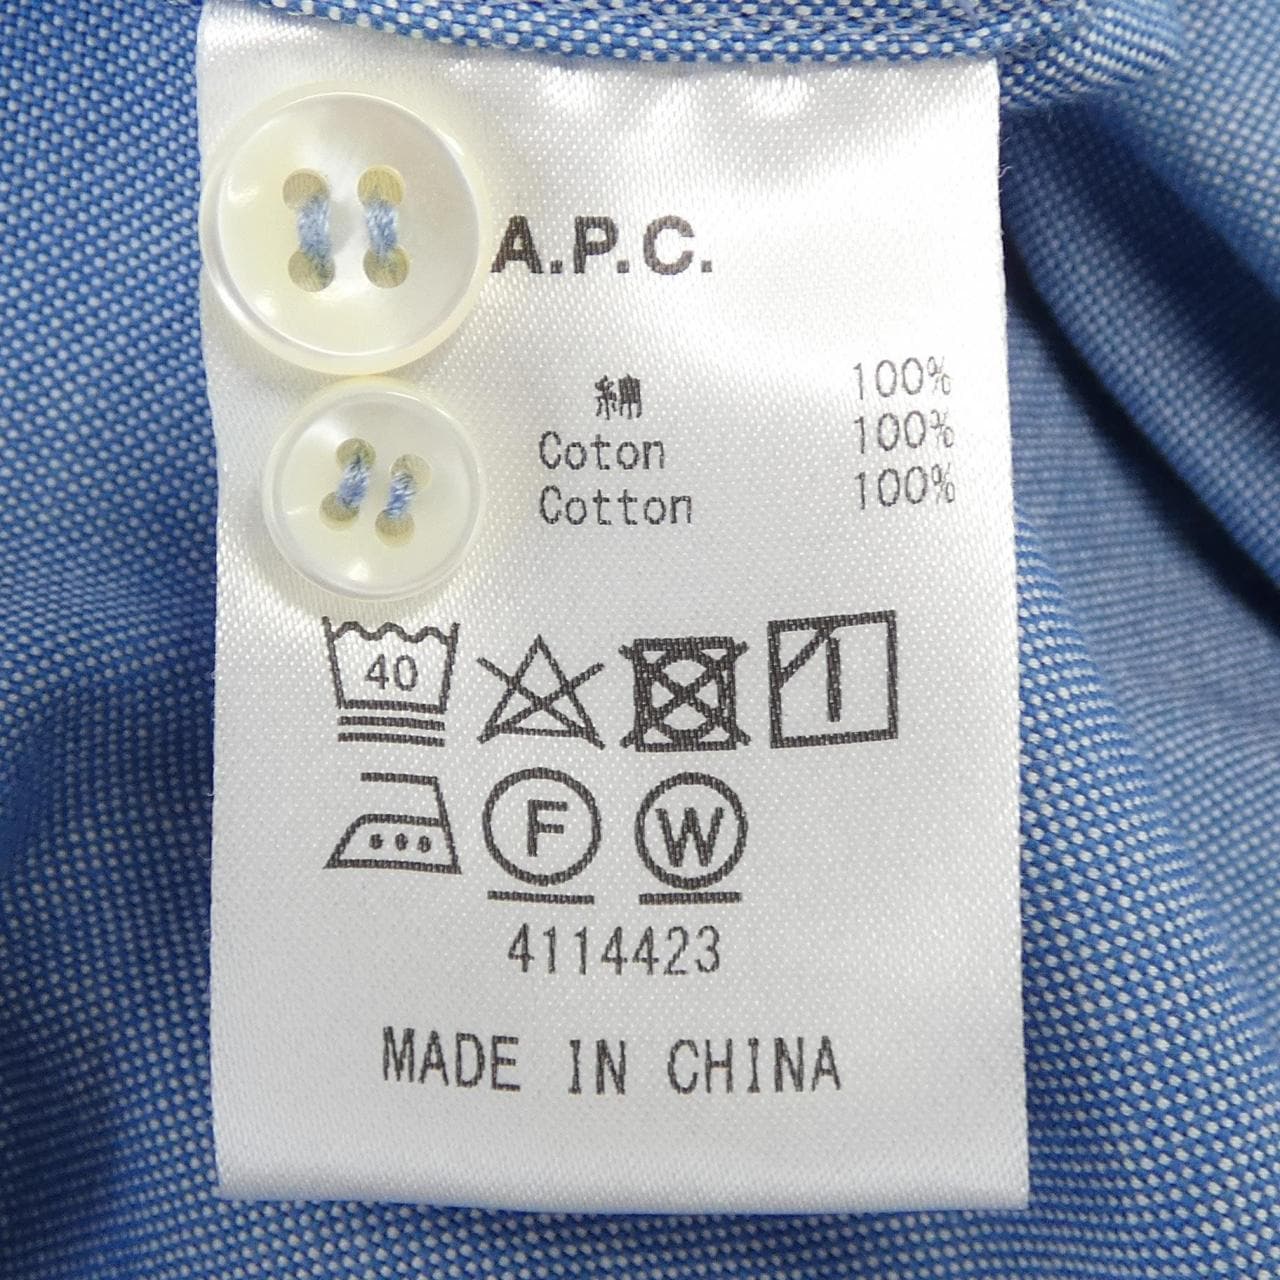 A.P.C.
綿 100%
Coton 100%
Cotton 100%
40
F W
4114423
MADE IN CHINA